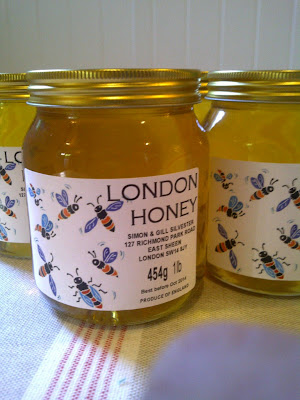 LONDON
HONEY
SIMON & GILL SILVESTER
127 RICHMOND PARK ROAD
EAST SHEEN
LONDON SW14 8JY
454g 1lb
Best before Oct 2014
PRODUCE OF ENGLAND